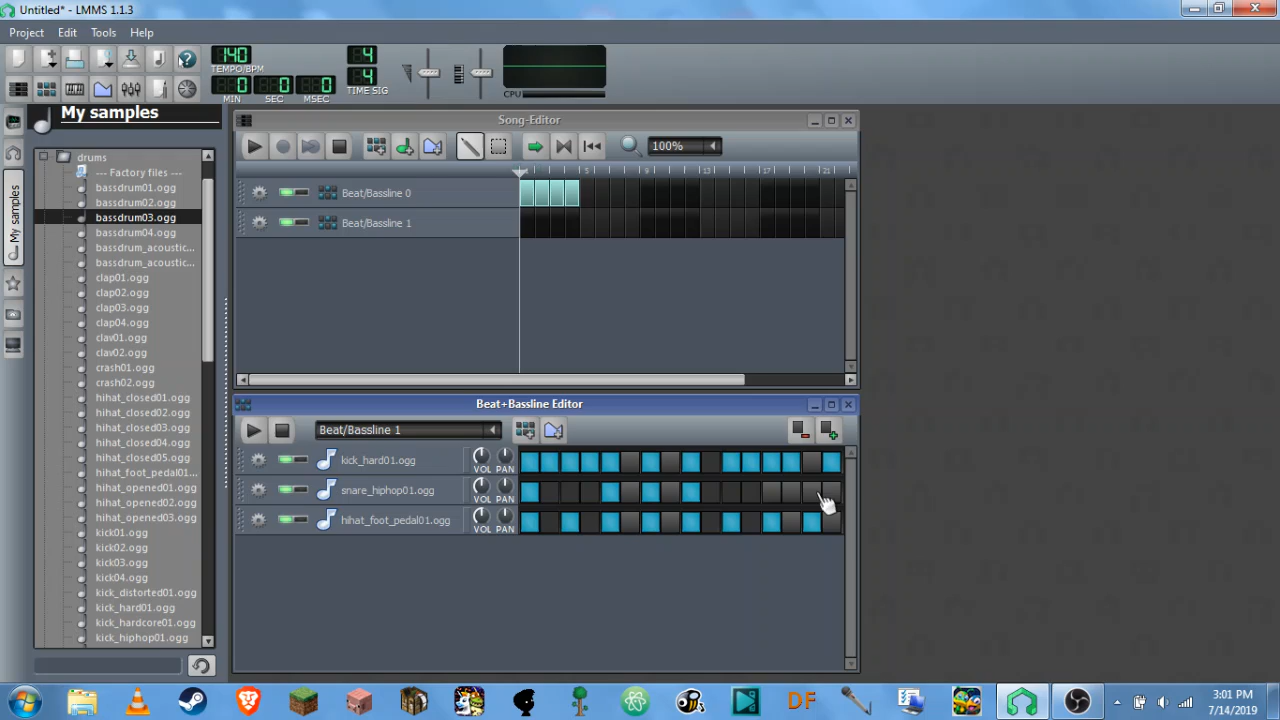 Untitled* - LMMS 1.1.3
Project Edit Tools Help
140
TEMPO/BPM
4
4
TIME SIG
0 0 0
MIN SEC MSEC
CPU
My samples
My samples
drums
--- Factory files ---
bassdrum01.ogg
bassdrum02.ogg
bassdrum03.ogg
bassdrum04.ogg
bassdrum_acoustic...
bassdrum_acoustic...
clap01.ogg
clap02.ogg
clap03.ogg
clap04.ogg
clav01.ogg
clav02.ogg
crash01.ogg
crash02.ogg
hihat_closed01.ogg
hihat_closed02.ogg
hihat_closed03.ogg
hihat_closed04.ogg
hihat_closed05.ogg
hihat_foot_pedal01...
hihat_opened01.ogg
hihat_opened02.ogg
hihat_opened03.ogg
kick01.ogg
kick02.ogg
kick03.ogg
kick04.ogg
kick_distorted01.ogg
kick_hard01.ogg
kick_hardcore01.ogg
kick_hiphop01.ogg
Song-Editor
100%
5 9 13 17 21
Beat/Bassline 0
Beat/Bassline 1
Beat+Bassline Editor
Beat/Bassline 1
kick_hard01.ogg
VOL PAN
snare_hiphop01.ogg
VOL PAN
hihat_foot_pedal01.ogg
VOL PAN
DF
3:01 PM
7/14/2019